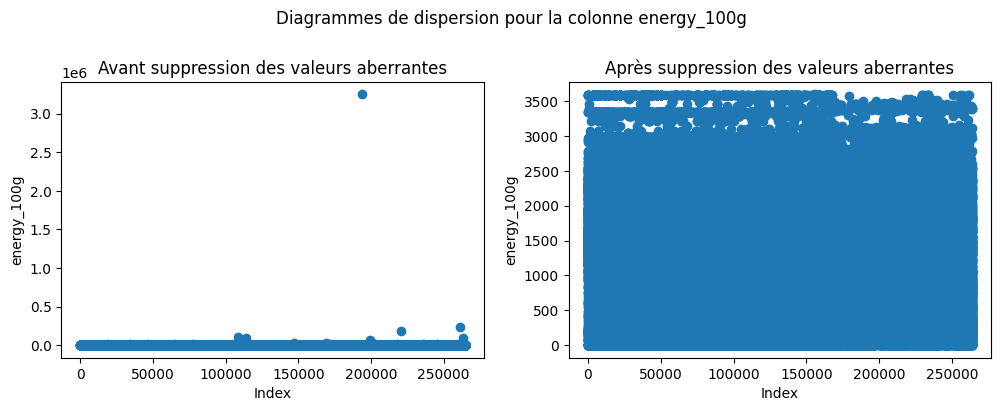 Diagrammes de dispersion pour la colonne energy_100g
Avant suppression des valeurs aberrantes
1e6
3.0
2.5
2.0
1.5
1.0
0.5
0.0
energy_100g
0 50000 100000 150000 200000 250000
Index
Après suppression des valeurs aberrantes
3500
3000
2500
2000
1500
1000
500
0
energy_100g
0 50000 100000 150000 200000 250000
Index